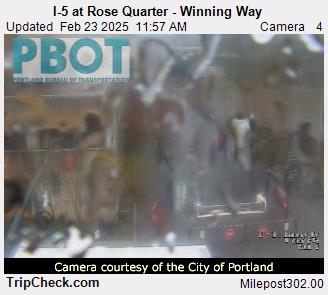 I-5 at Rose Quarter - Winning Way
Updated Feb 23 2025 11:57 AM Camera 4
PBOT
PORTLAND BUREAU OF TRANSPORTATION
Camera courtesy of the City of Portland
TripCheck.com Milepost302.00